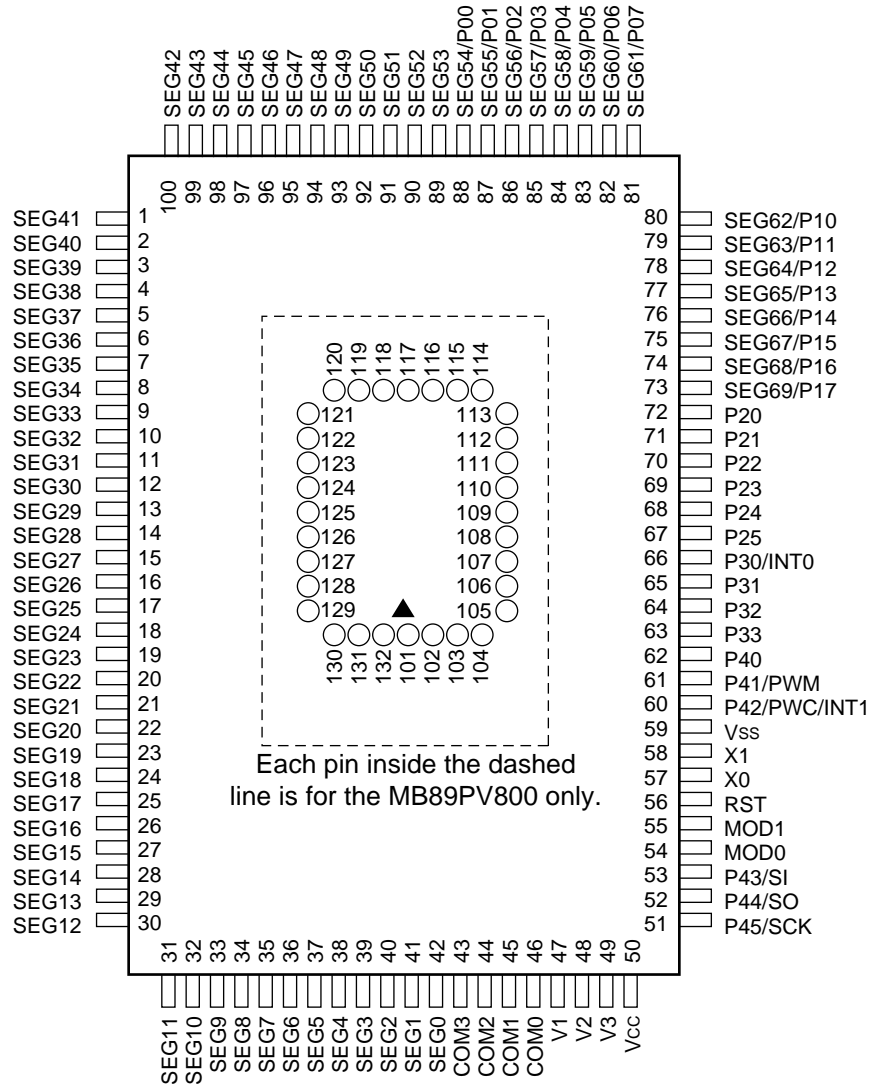 SEG42
SEG43
SEG44
SEG45
SEG46
SEG47
SEG48
SEG49
SEG50
SEG51
SEG52
SEG53
SEG54/P00
SEG55/P01
SEG56/P02
SEG57/P03
SEG58/P04
SEG59/P05
SEG60/P06
SEG61/P07
100
99
98
97
96
95
94
93
92
91
90
89
88
87
86
85
84
83
82
81
SEG41 1
SEG40 2
SEG39 3
SEG38 4
SEG37 5
SEG36 6
SEG35 7
SEG34 8
SEG33 9
SEG32 10
SEG31 11
SEG30 12
SEG29 13
SEG28 14
SEG27 15
SEG26 16
SEG25 17
SEG24 18
SEG23 19
SEG22 20
SEG21 21
SEG20 22
SEG19 23
SEG18 24
SEG17 25
SEG16 26
SEG15 27
SEG14 28
SEG13 29
SEG12 30
120
119
118
117
116
115
114
121
122
123
124
125
126
127
128
129
113
112
111
110
109
108
107
106
105
130
131
132
101
102
103
104
Each pin inside the dashed
line is for the MB89PV800 only.
80 SEG62/P10
79 SEG63/P11
78 SEG64/P12
77 SEG65/P13
76 SEG66/P14
75 SEG67/P15
74 SEG68/P16
73 SEG69/P17
72 P20
71 P21
70 P22
69 P23
68 P24
67 P25
66 P30/INT0
65 P31
64 P32
63 P33
62 P40
61 P41/PWM
60 P42/PWC/INT1
59 Vss
58 X1
57 X0
56 RST
55 MOD1
54 MOD0
53 P43/SI
52 P44/SO
51 P45/SCK
31
32
33
34
35
36
37
38
39
40
41
42
43
44
45
46
47
48
49
50
SEG11
SEG10
SEG9
SEG8
SEG7
SEG6
SEG5
SEG4
SEG3
SEG2
SEG1
SEG0
COM3
COM2
COM1
COM0
V1
V2
V3
Vcc